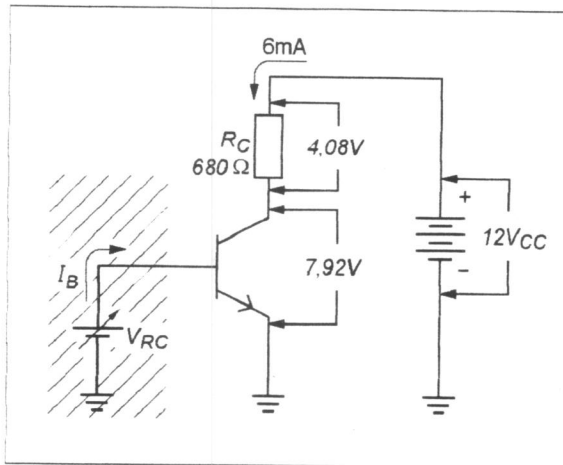 6mA
R_C
680 Ω
4,08V
+
12V_CC
7,92V
−
I_B
V_RC